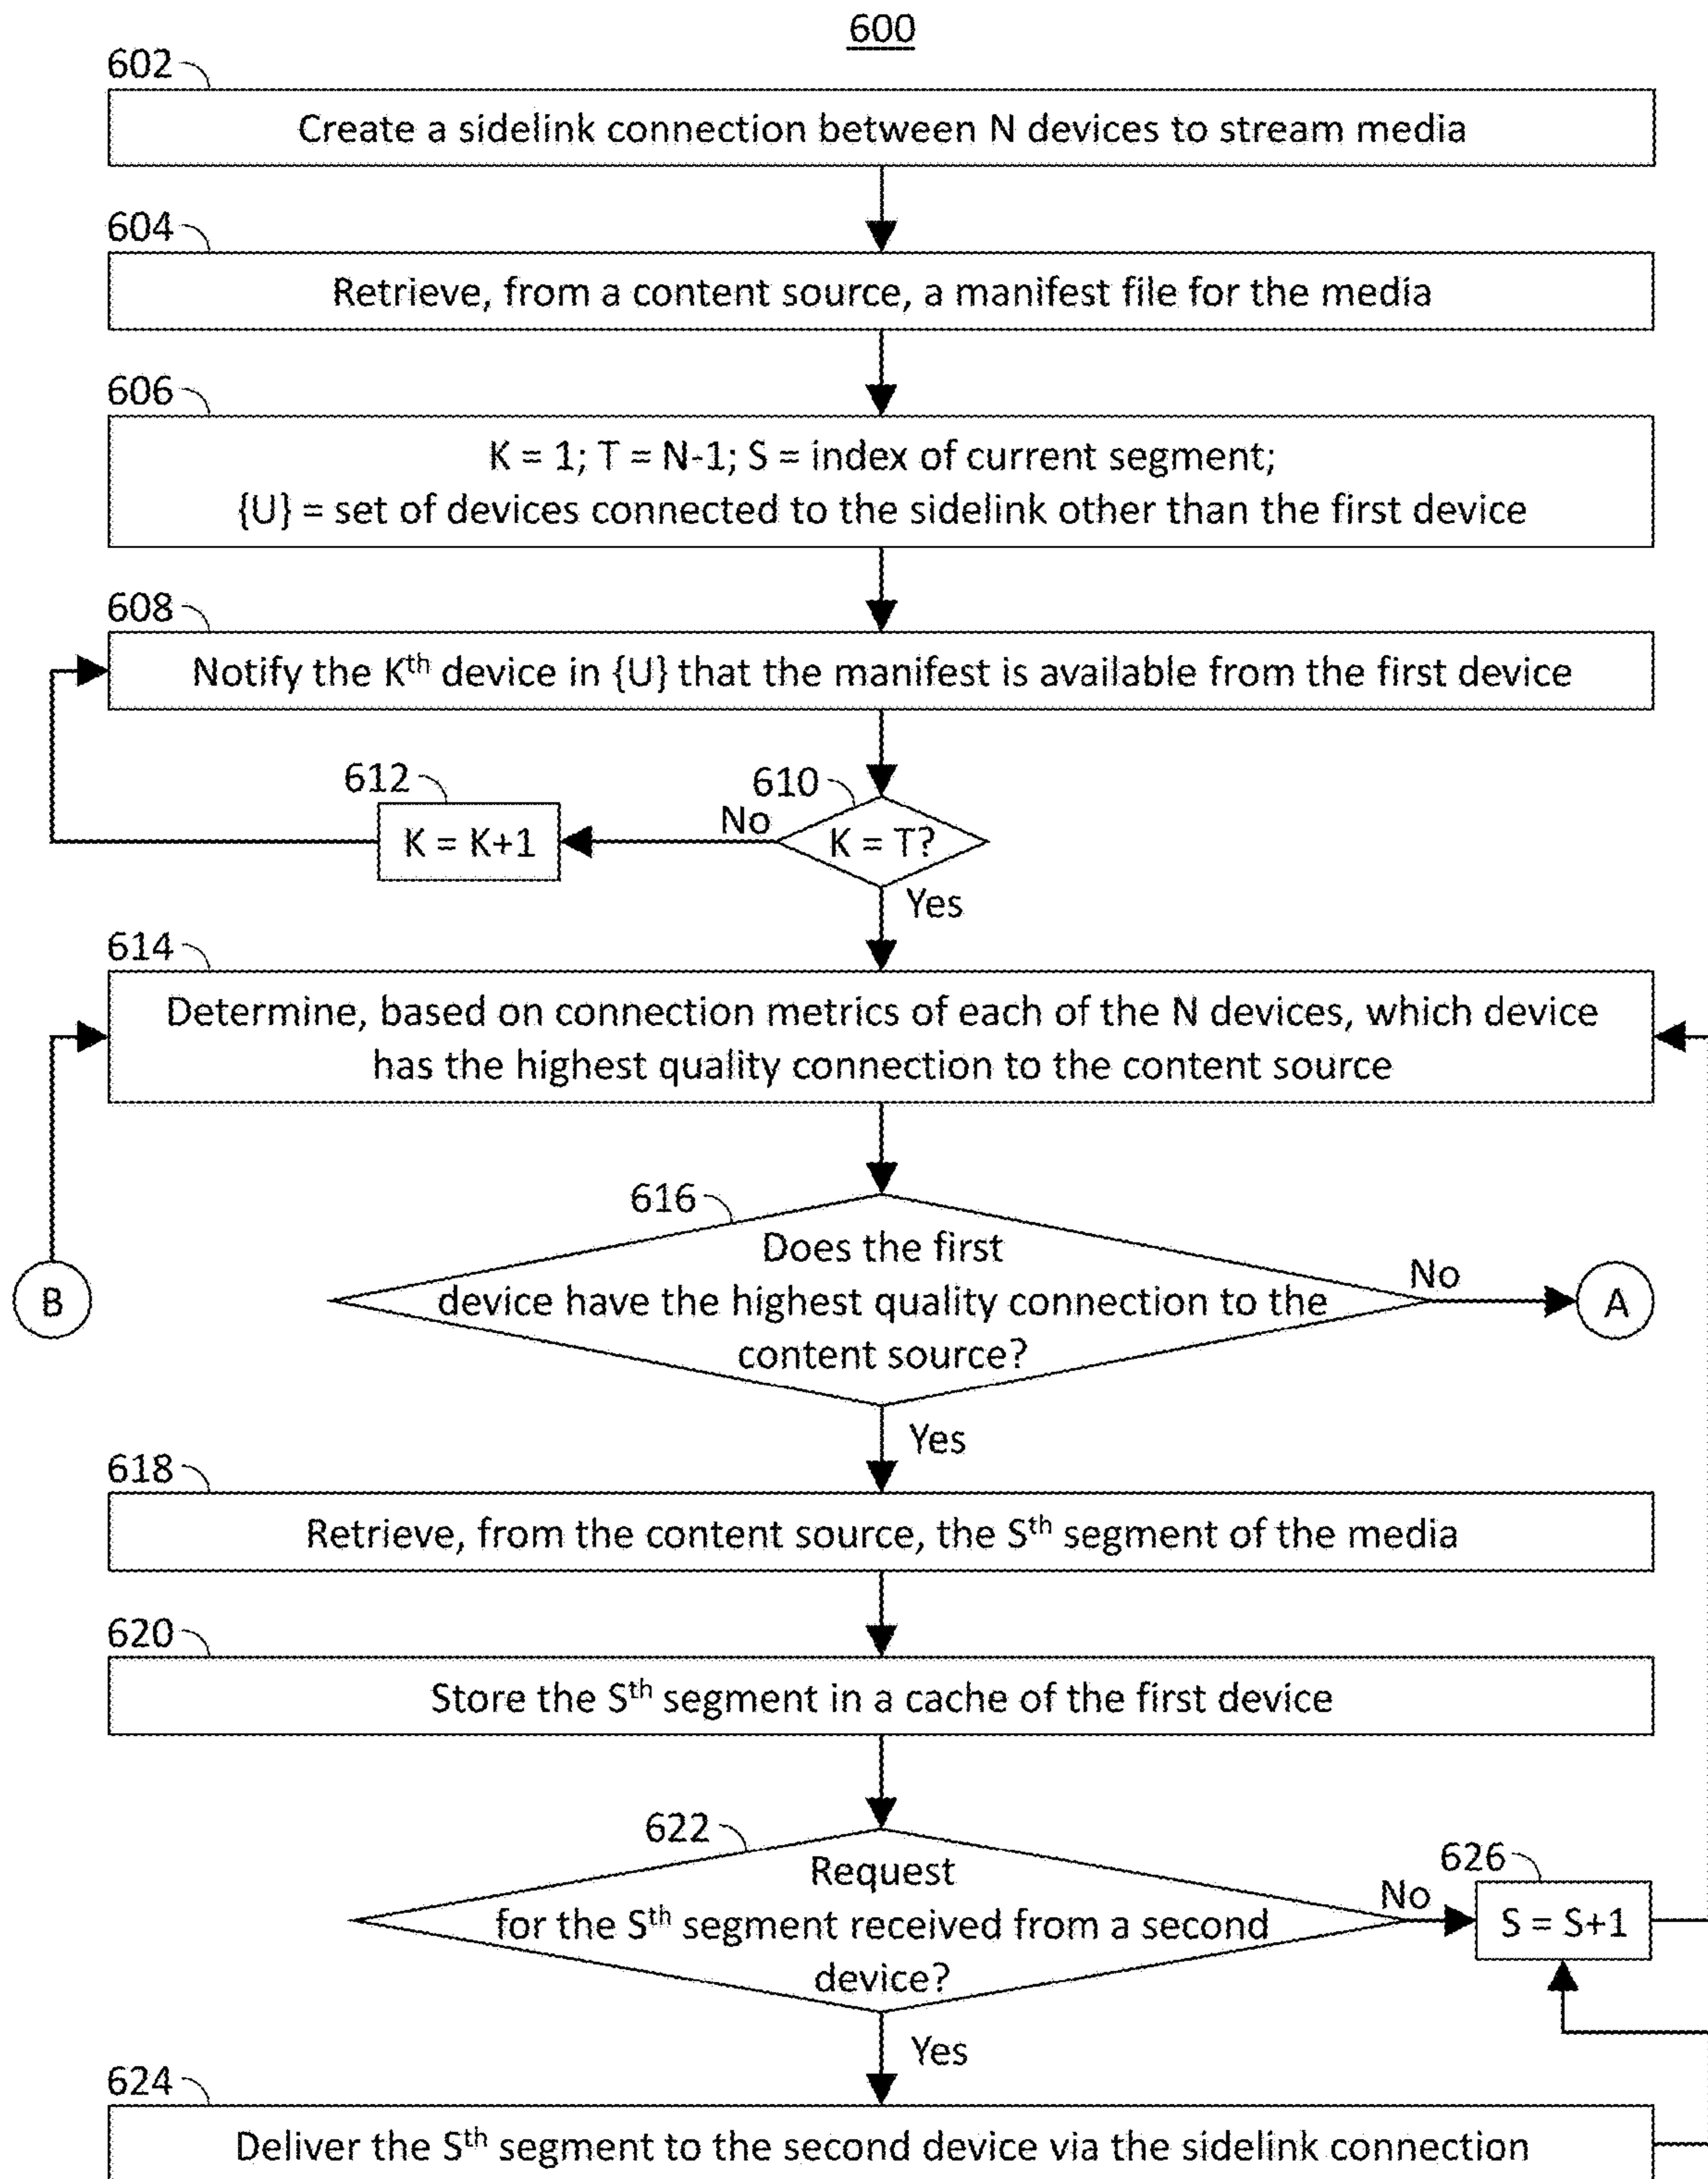 600
602
Create a sidelink connection between N devices to stream media
604
Retrieve, from a content source, a manifest file for the media
606
K = 1; T = N-1; S = index of current segment;
{U} = set of devices connected to the sidelink other than the first device
608
Notify the Kth device in {U} that the manifest is available from the first device
612
610
No
K = K+1
K = T?
Yes
614
Determine, based on connection metrics of each of the N devices, which device
has the highest quality connection to the content source
616
Does the first
device have the highest quality connection to the
content source?
No
B
A
Yes
618
Retrieve, from the content source, the Sth segment of the media
620
Store the Sth segment in a cache of the first device
622
Request
for the Sth segment received from a second
device?
No
626
S = S+1
Yes
624
Deliver the Sth segment to the second device via the sidelink connection